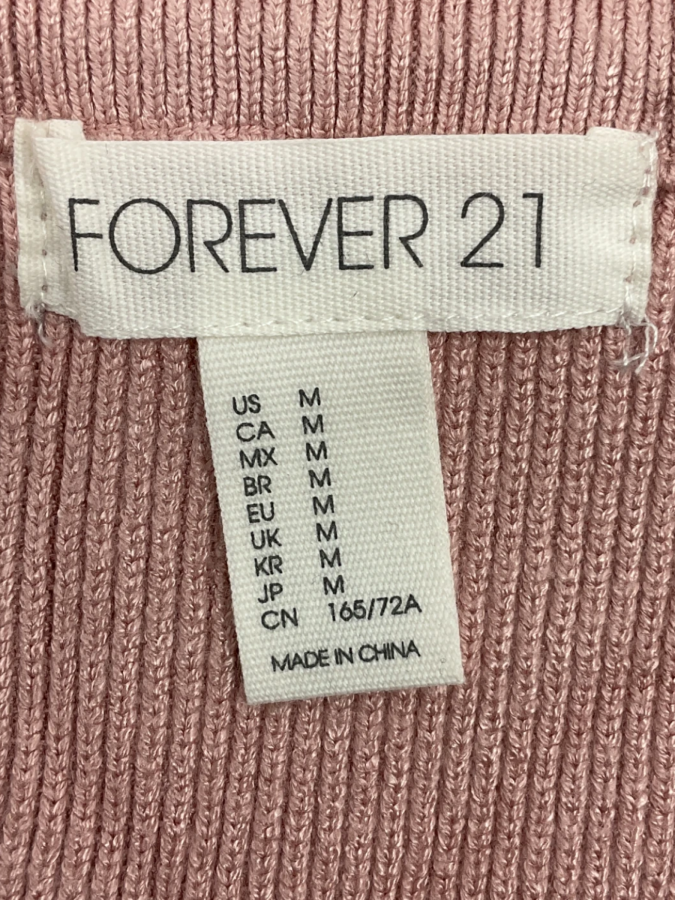 FOREVER 21
US M
CA M
MX M
BR M
EU M
UK M
KR M
JP M
CN 165/72A
MADE IN CHINA